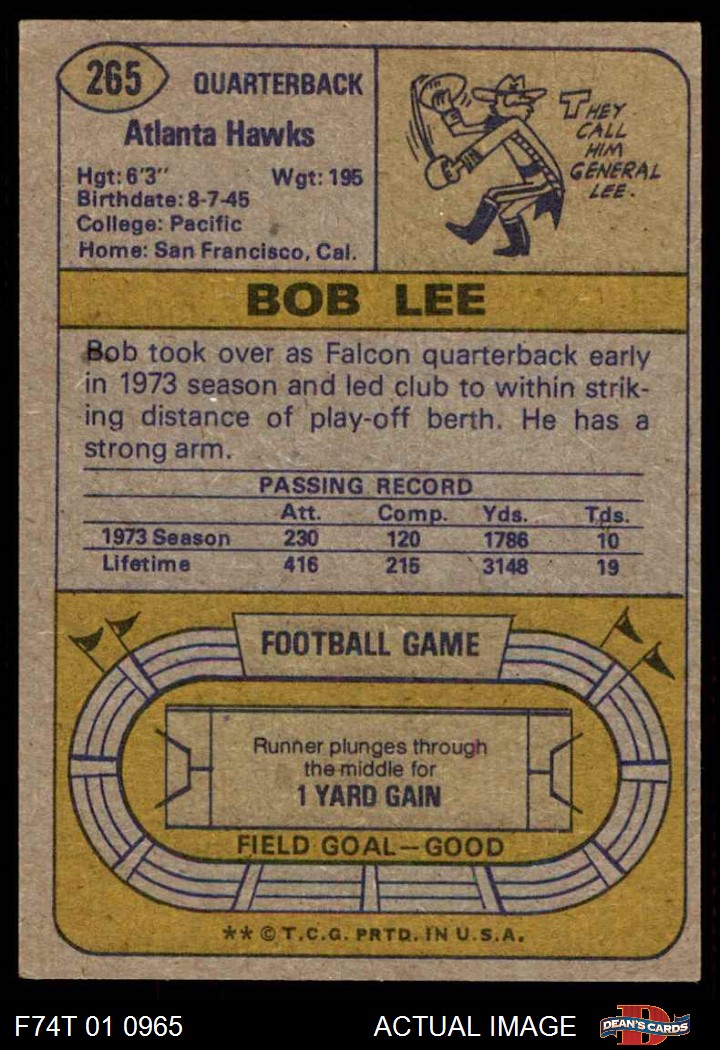 265 QUARTERBACK
Atlanta Hawks
Hgt: 6'3" Wgt: 195
Birthdate: 8-7-45
College: Pacific
Home: San Francisco, Cal.
THEY
CALL
HIM
GENERAL
LEE.
BOB LEE
Bob took over as Falcon quarterback early
in 1973 season and led club to within strik-
ing distance of play-off berth. He has a
strong arm.
PASSING RECORD
Att. Comp. Yds. Tds.
1973 Season 230 120 1786 10
Lifetime 416 215 3148 19
FOOTBALL GAME
Runner plunges through
the middle for
1 YARD GAIN
FIELD GOAL—GOOD
** © T.C.G. PRTD. IN U.S.A.
F74T 01 0965 ACTUAL IMAGE D DEAN'S CARDS